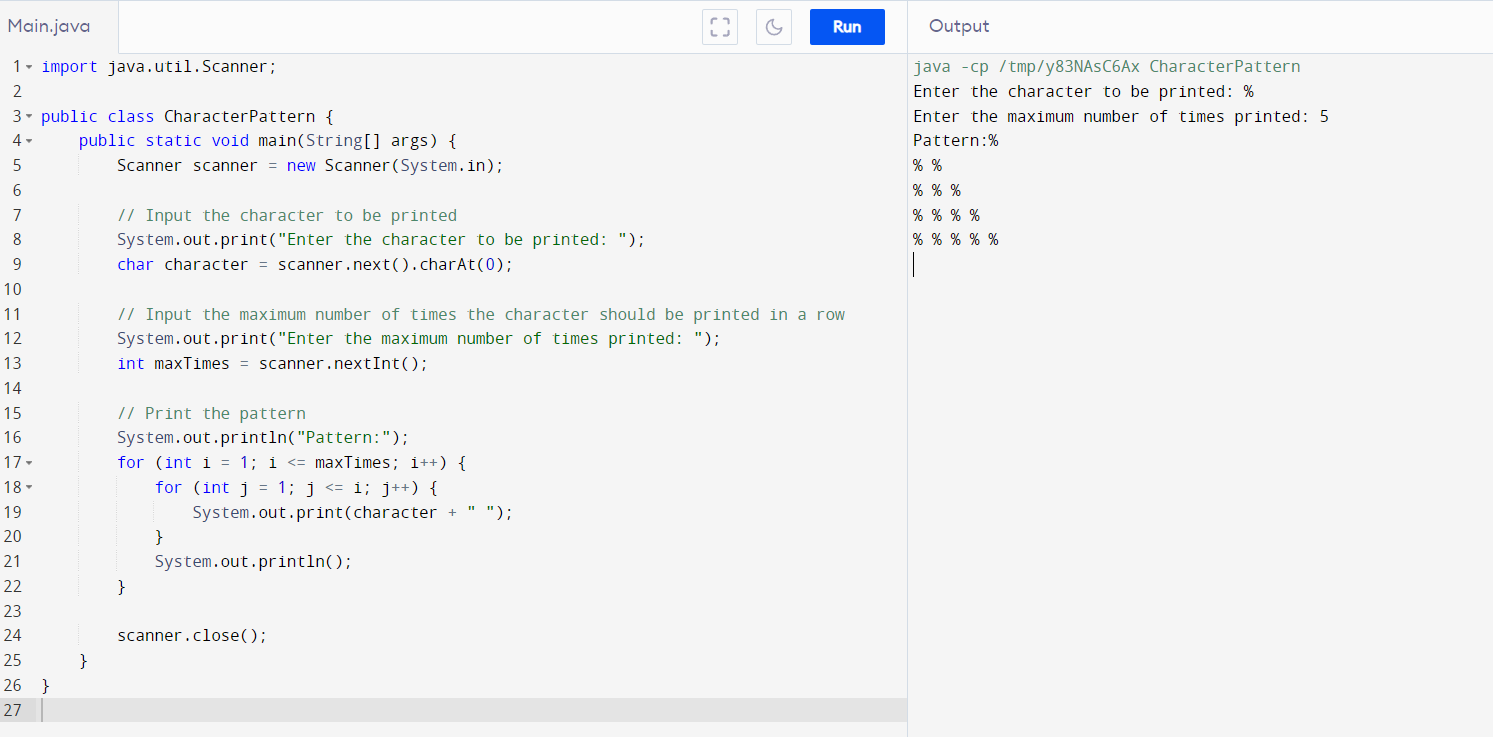 Main.java
Run
Output
1 import java.util.Scanner;
2
3 public class CharacterPattern {
4     public static void main(String[] args) {
5         Scanner scanner = new Scanner(System.in);
6
7         // Input the character to be printed
8         System.out.print("Enter the character to be printed: ");
9         char character = scanner.next().charAt(0);
10
11         // Input the maximum number of times the character should be printed in a row
12         System.out.print("Enter the maximum number of times printed: ");
13         int maxTimes = scanner.nextInt();
14
15         // Print the pattern
16         System.out.println("Pattern:");
17         for (int i = 1; i <= maxTimes; i++) {
18             for (int j = 1; j <= i; j++) {
19                 System.out.print(character + " ");
20             }
21             System.out.println();
22         }
23
24         scanner.close();
25     }
26 }
27
java -cp /tmp/y83NAsC6Ax CharacterPattern
Enter the character to be printed: %
Enter the maximum number of times printed: 5
Pattern:%
% %
% % %
% % % %
% % % % %